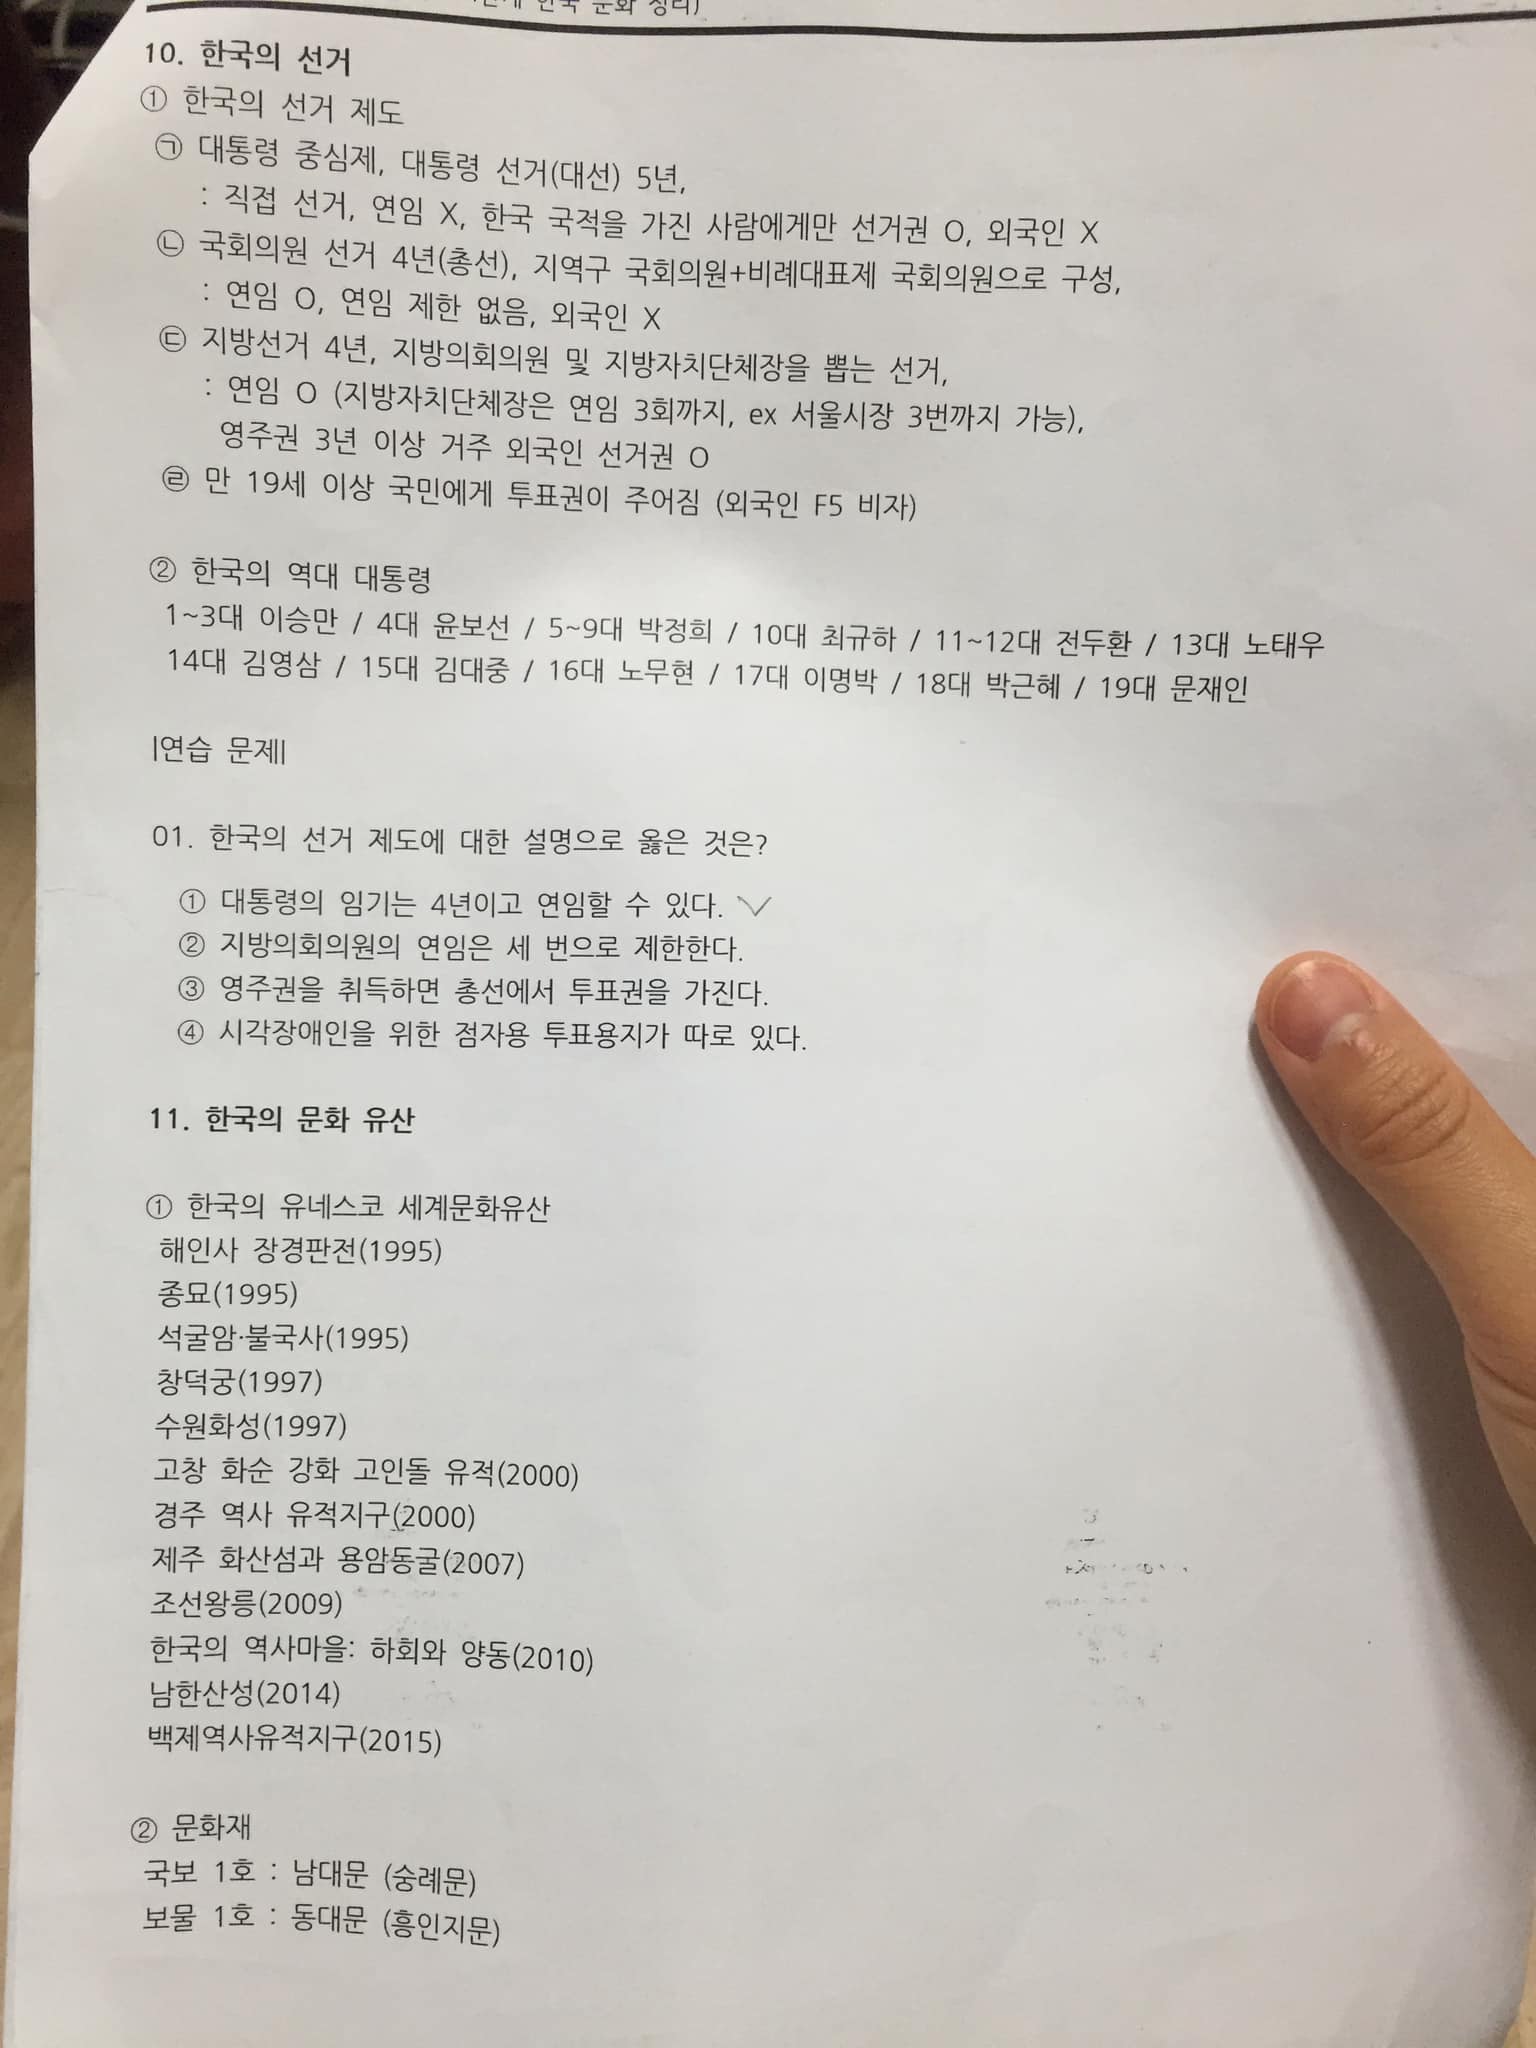 한국 문화 정리)
10. 한국의 선거
① 한국의 선거 제도
㉠ 대통령 중심제, 대통령 선거(대선) 5년,
: 직접 선거, 연임 X, 한국 국적을 가진 사람에게만 선거권 O, 외국인 X
㉡ 국회의원 선거 4년(총선), 지역구 국회의원+비례대표제 국회의원으로 구성,
: 연임 O, 연임 제한 없음, 외국인 X
㉢ 지방선거 4년, 지방의회의원 및 지방자치단체장을 뽑는 선거,
: 연임 O (지방자치단체장은 연임 3회까지, ex 서울시장 3번까지 가능),
영주권 3년 이상 거주 외국인 선거권 O
㉣ 만 19세 이상 국민에게 투표권이 주어짐 (외국인 F5 비자)
② 한국의 역대 대통령
1~3대 이승만 / 4대 윤보선 / 5~9대 박정희 / 10대 최규하 / 11~12대 전두환 / 13대 노태우
14대 김영삼 / 15대 김대중 / 16대 노무현 / 17대 이명박 / 18대 박근혜 / 19대 문재인
|연습 문제|
01. 한국의 선거 제도에 대한 설명으로 옳은 것은?
① 대통령의 임기는 4년이고 연임할 수 있다.
② 지방의회의원의 연임은 세 번으로 제한한다.
③ 영주권을 취득하면 총선에서 투표권을 가진다.
④ 시각장애인을 위한 점자용 투표용지가 따로 있다.
11. 한국의 문화 유산
① 한국의 유네스코 세계문화유산
해인사 장경판전(1995)
종묘(1995)
석굴암·불국사(1995)
창덕궁(1997)
수원화성(1997)
고창 화순 강화 고인돌 유적(2000)
경주 역사 유적지구(2000)
제주 화산섬과 용암동굴(2007)
조선왕릉(2009)
한국의 역사마을: 하회와 양동(2010)
남한산성(2014)
백제역사유적지구(2015)
② 문화재
국보 1호 : 남대문 (숭례문)
보물 1호 : 동대문 (흥인지문)